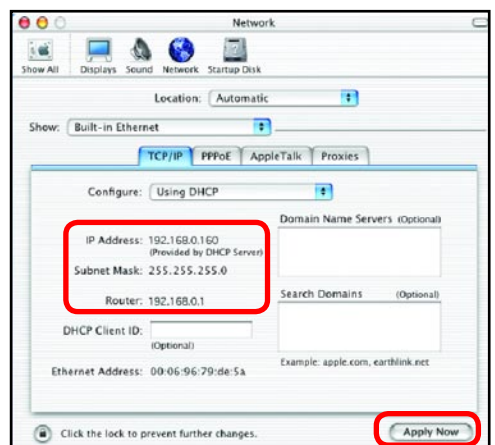 Network
Show All Displays Sound Network Startup Disk
Location: Automatic
Show: Built-in Ethernet
TCP/IP PPPoE AppleTalk Proxies
Configure: Using DHCP
Domain Name Servers (Optional)
IP Address: 192.168.0.160
(Provided by DHCP Server)
Subnet Mask: 255.255.255.0
Router: 192.168.0.1
Search Domains (Optional)
DHCP Client ID:
(Optional)
Example: apple.com, earthlink.net
Ethernet Address: 00:06:96:79:de:5a
Click the lock to prevent further changes.
Apply Now